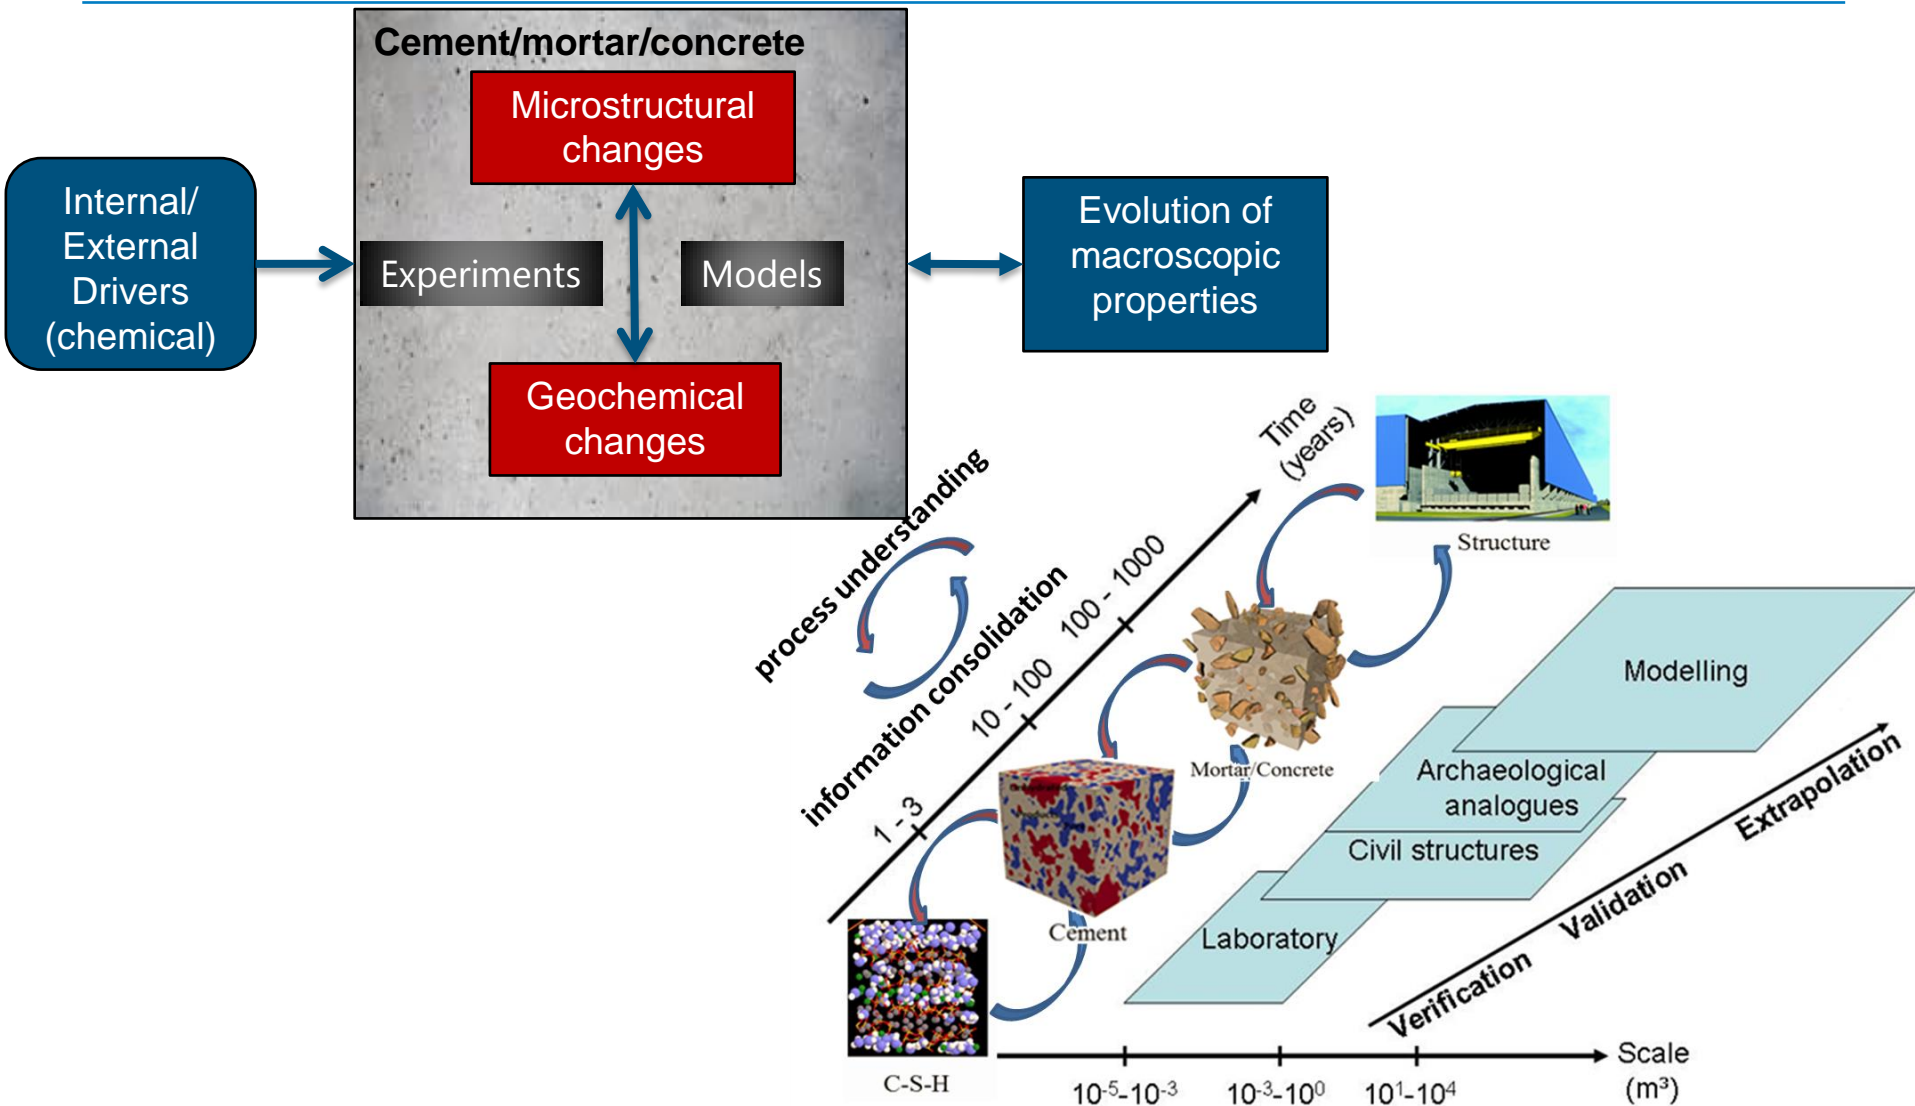 Cement/mortar/concrete
Microstructural
changes
Internal/
External
Drivers
(chemical)
Experiments
Models
Evolution of
macroscopic
properties
Geochemical
changes
process understanding
information consolidation
Time
(years)
1 - 3
10 - 100
100 - 1000
Structure
Mortar/Concrete
Cement
C-S-H
Modelling
Archaeological
analogues
Civil structures
Laboratory
Verification
Validation
Extrapolation
Scale
(m³)
10⁻⁵-10⁻³
10⁻³-10⁰
10¹-10⁴